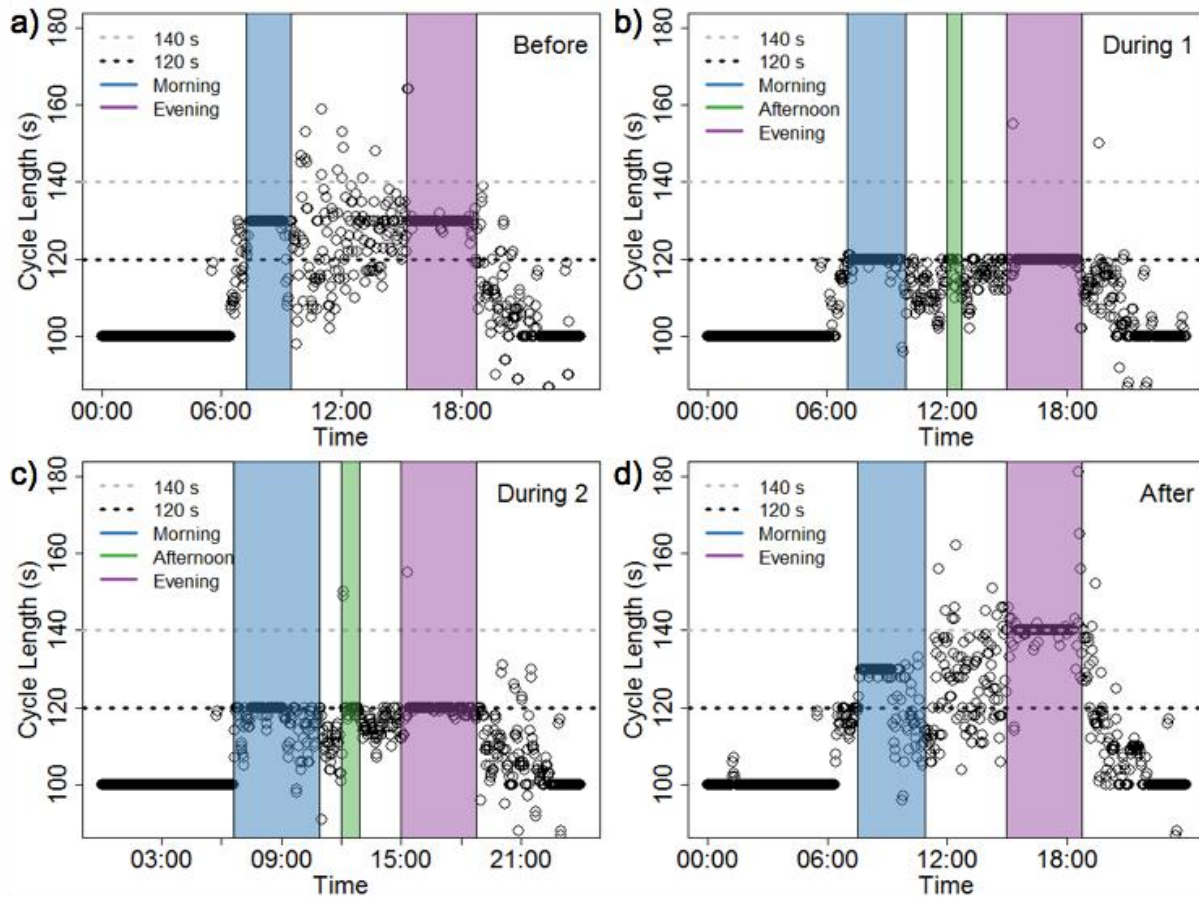 a)
Before
140 s
120 s
Morning
Evening
Cycle Length (s)
180
160
140
120
100
00:00 06:00 12:00 18:00
Time
b)
During 1
140 s
120 s
Morning
Afternoon
Evening
Cycle Length (s)
180
160
140
120
100
00:00 06:00 12:00 18:00
Time
c)
During 2
140 s
120 s
Morning
Afternoon
Evening
Cycle Length (s)
180
160
140
120
100
03:00 09:00 15:00 21:00
Time
d)
After
140 s
120 s
Morning
Evening
Cycle Length (s)
180
160
140
120
100
00:00 06:00 12:00 18:00
Time